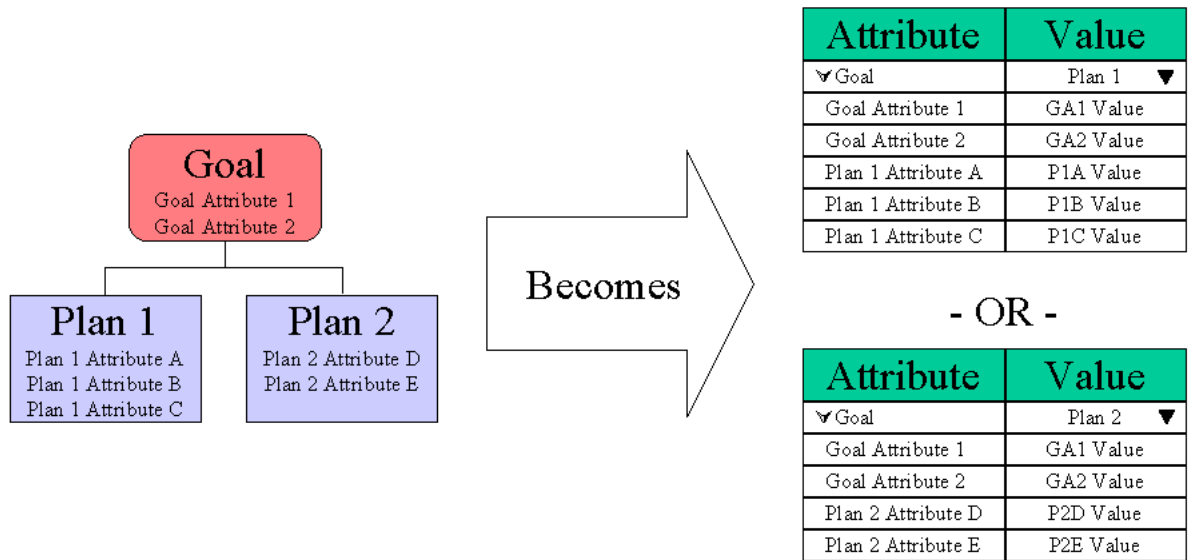 Goal
Goal Attribute 1
Goal Attribute 2
Plan 1
Plan 1 Attribute A
Plan 1 Attribute B
Plan 1 Attribute C
Plan 2
Plan 2 Attribute D
Plan 2 Attribute E
Becomes
Attribute Value
Goal Plan 1
Goal Attribute 1 GA1 Value
Goal Attribute 2 GA2 Value
Plan 1 Attribute A P1A Value
Plan 1 Attribute B P1B Value
Plan 1 Attribute C P1C Value
- OR -
Attribute Value
Goal Plan 2
Goal Attribute 1 GA1 Value
Goal Attribute 2 GA2 Value
Plan 2 Attribute D P2D Value
Plan 2 Attribute E P2E Value